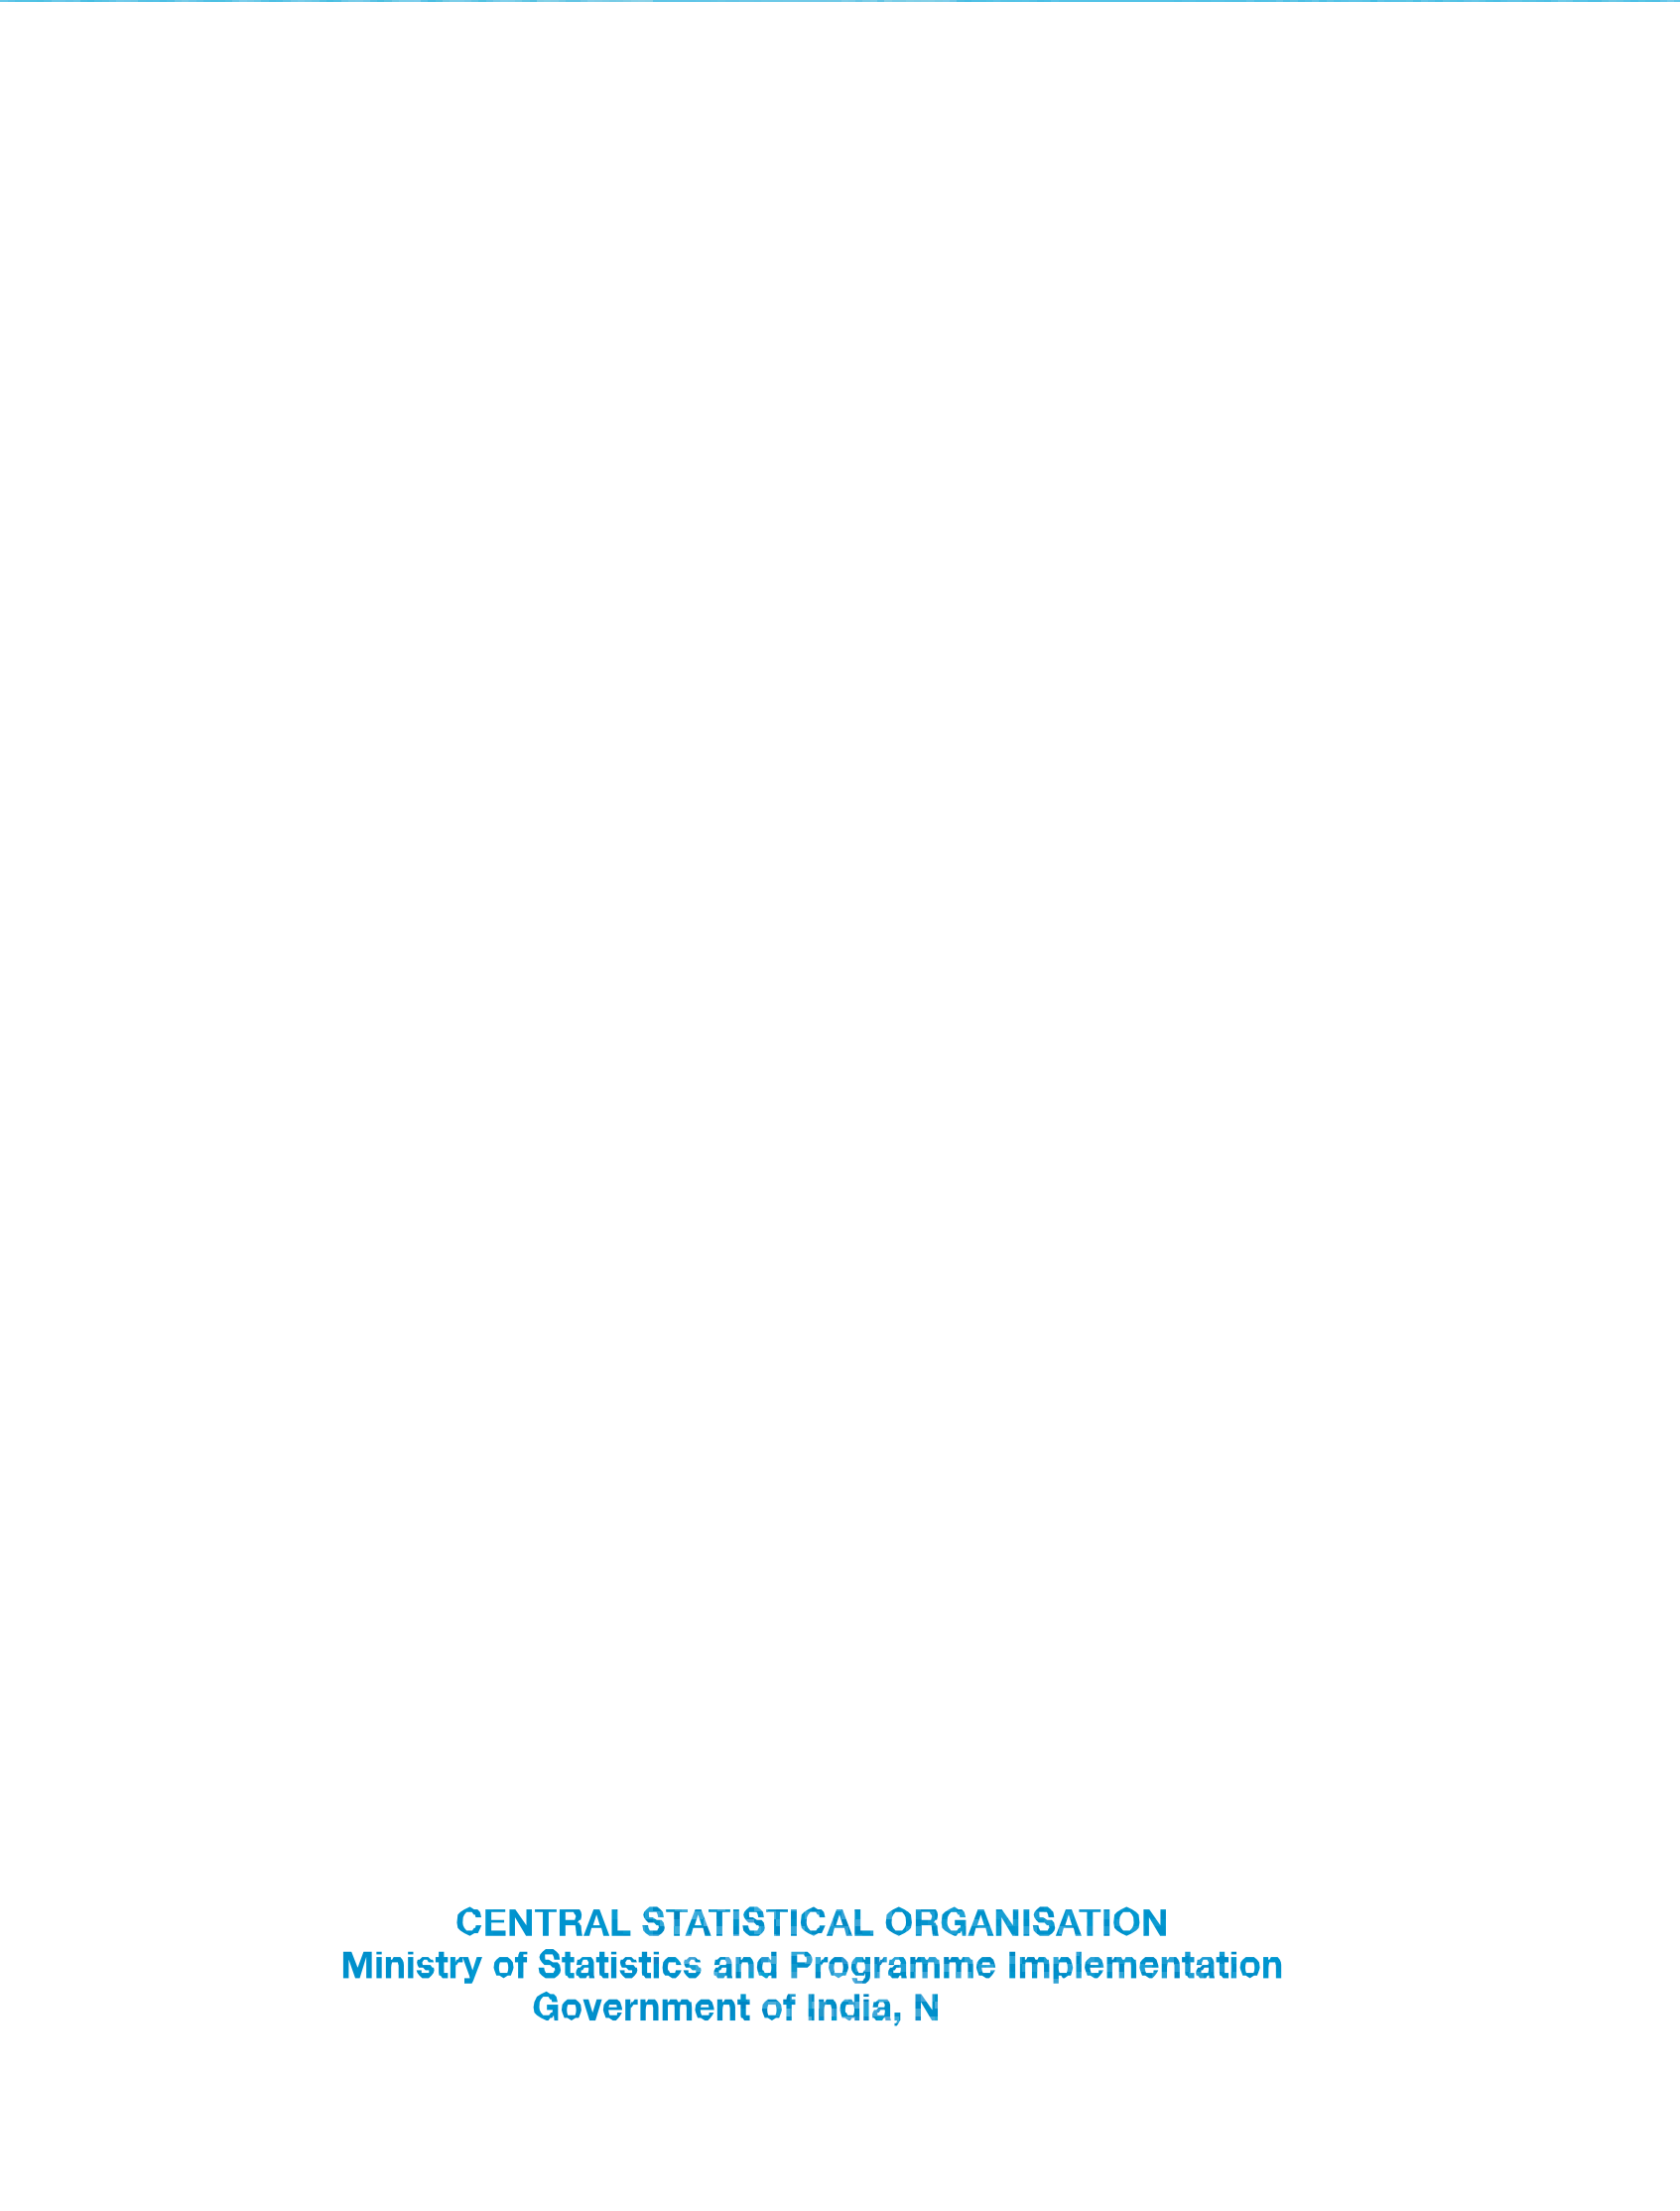 CENTRAL STATISTICAL ORGANISATION
Ministry of Statistics and Programme Implementation
Government of India, N